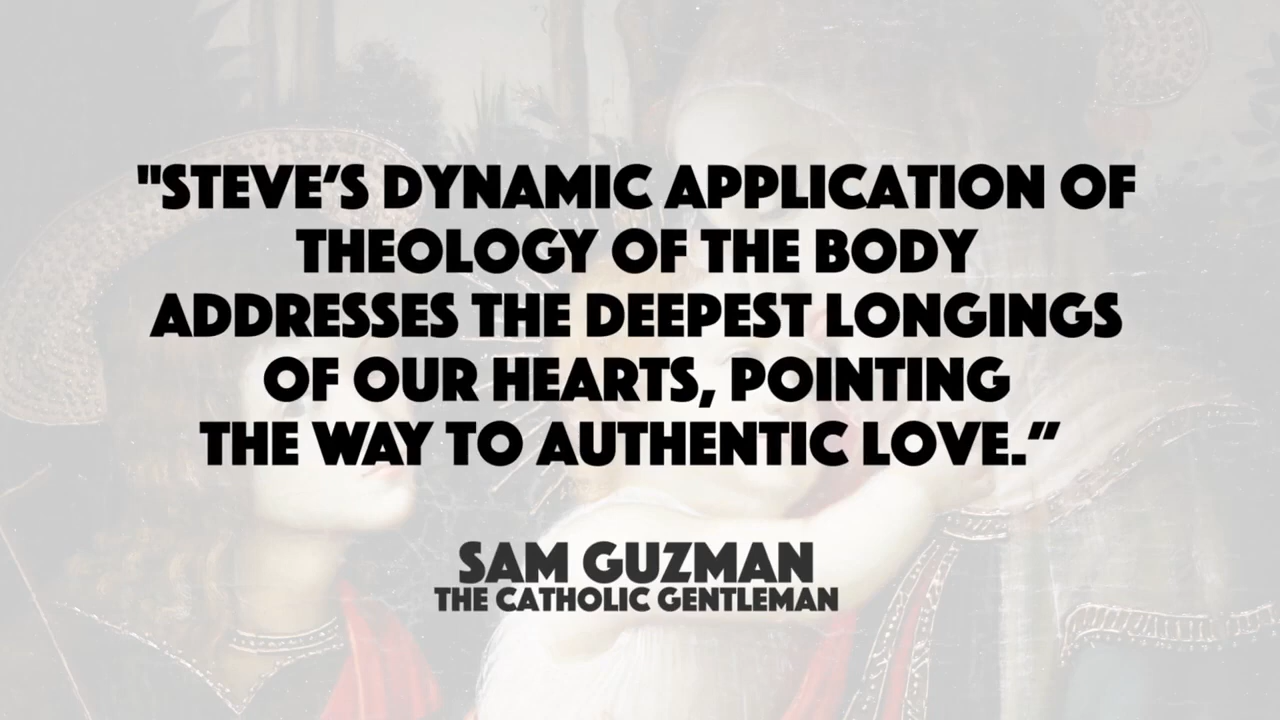 "STEVE’S DYNAMIC APPLICATION OF
THEOLOGY OF THE BODY
ADDRESSES THE DEEPEST LONGINGS
OF OUR HEARTS, POINTING
THE WAY TO AUTHENTIC LOVE.”
SAM GUZMAN
THE CATHOLIC GENTLEMAN